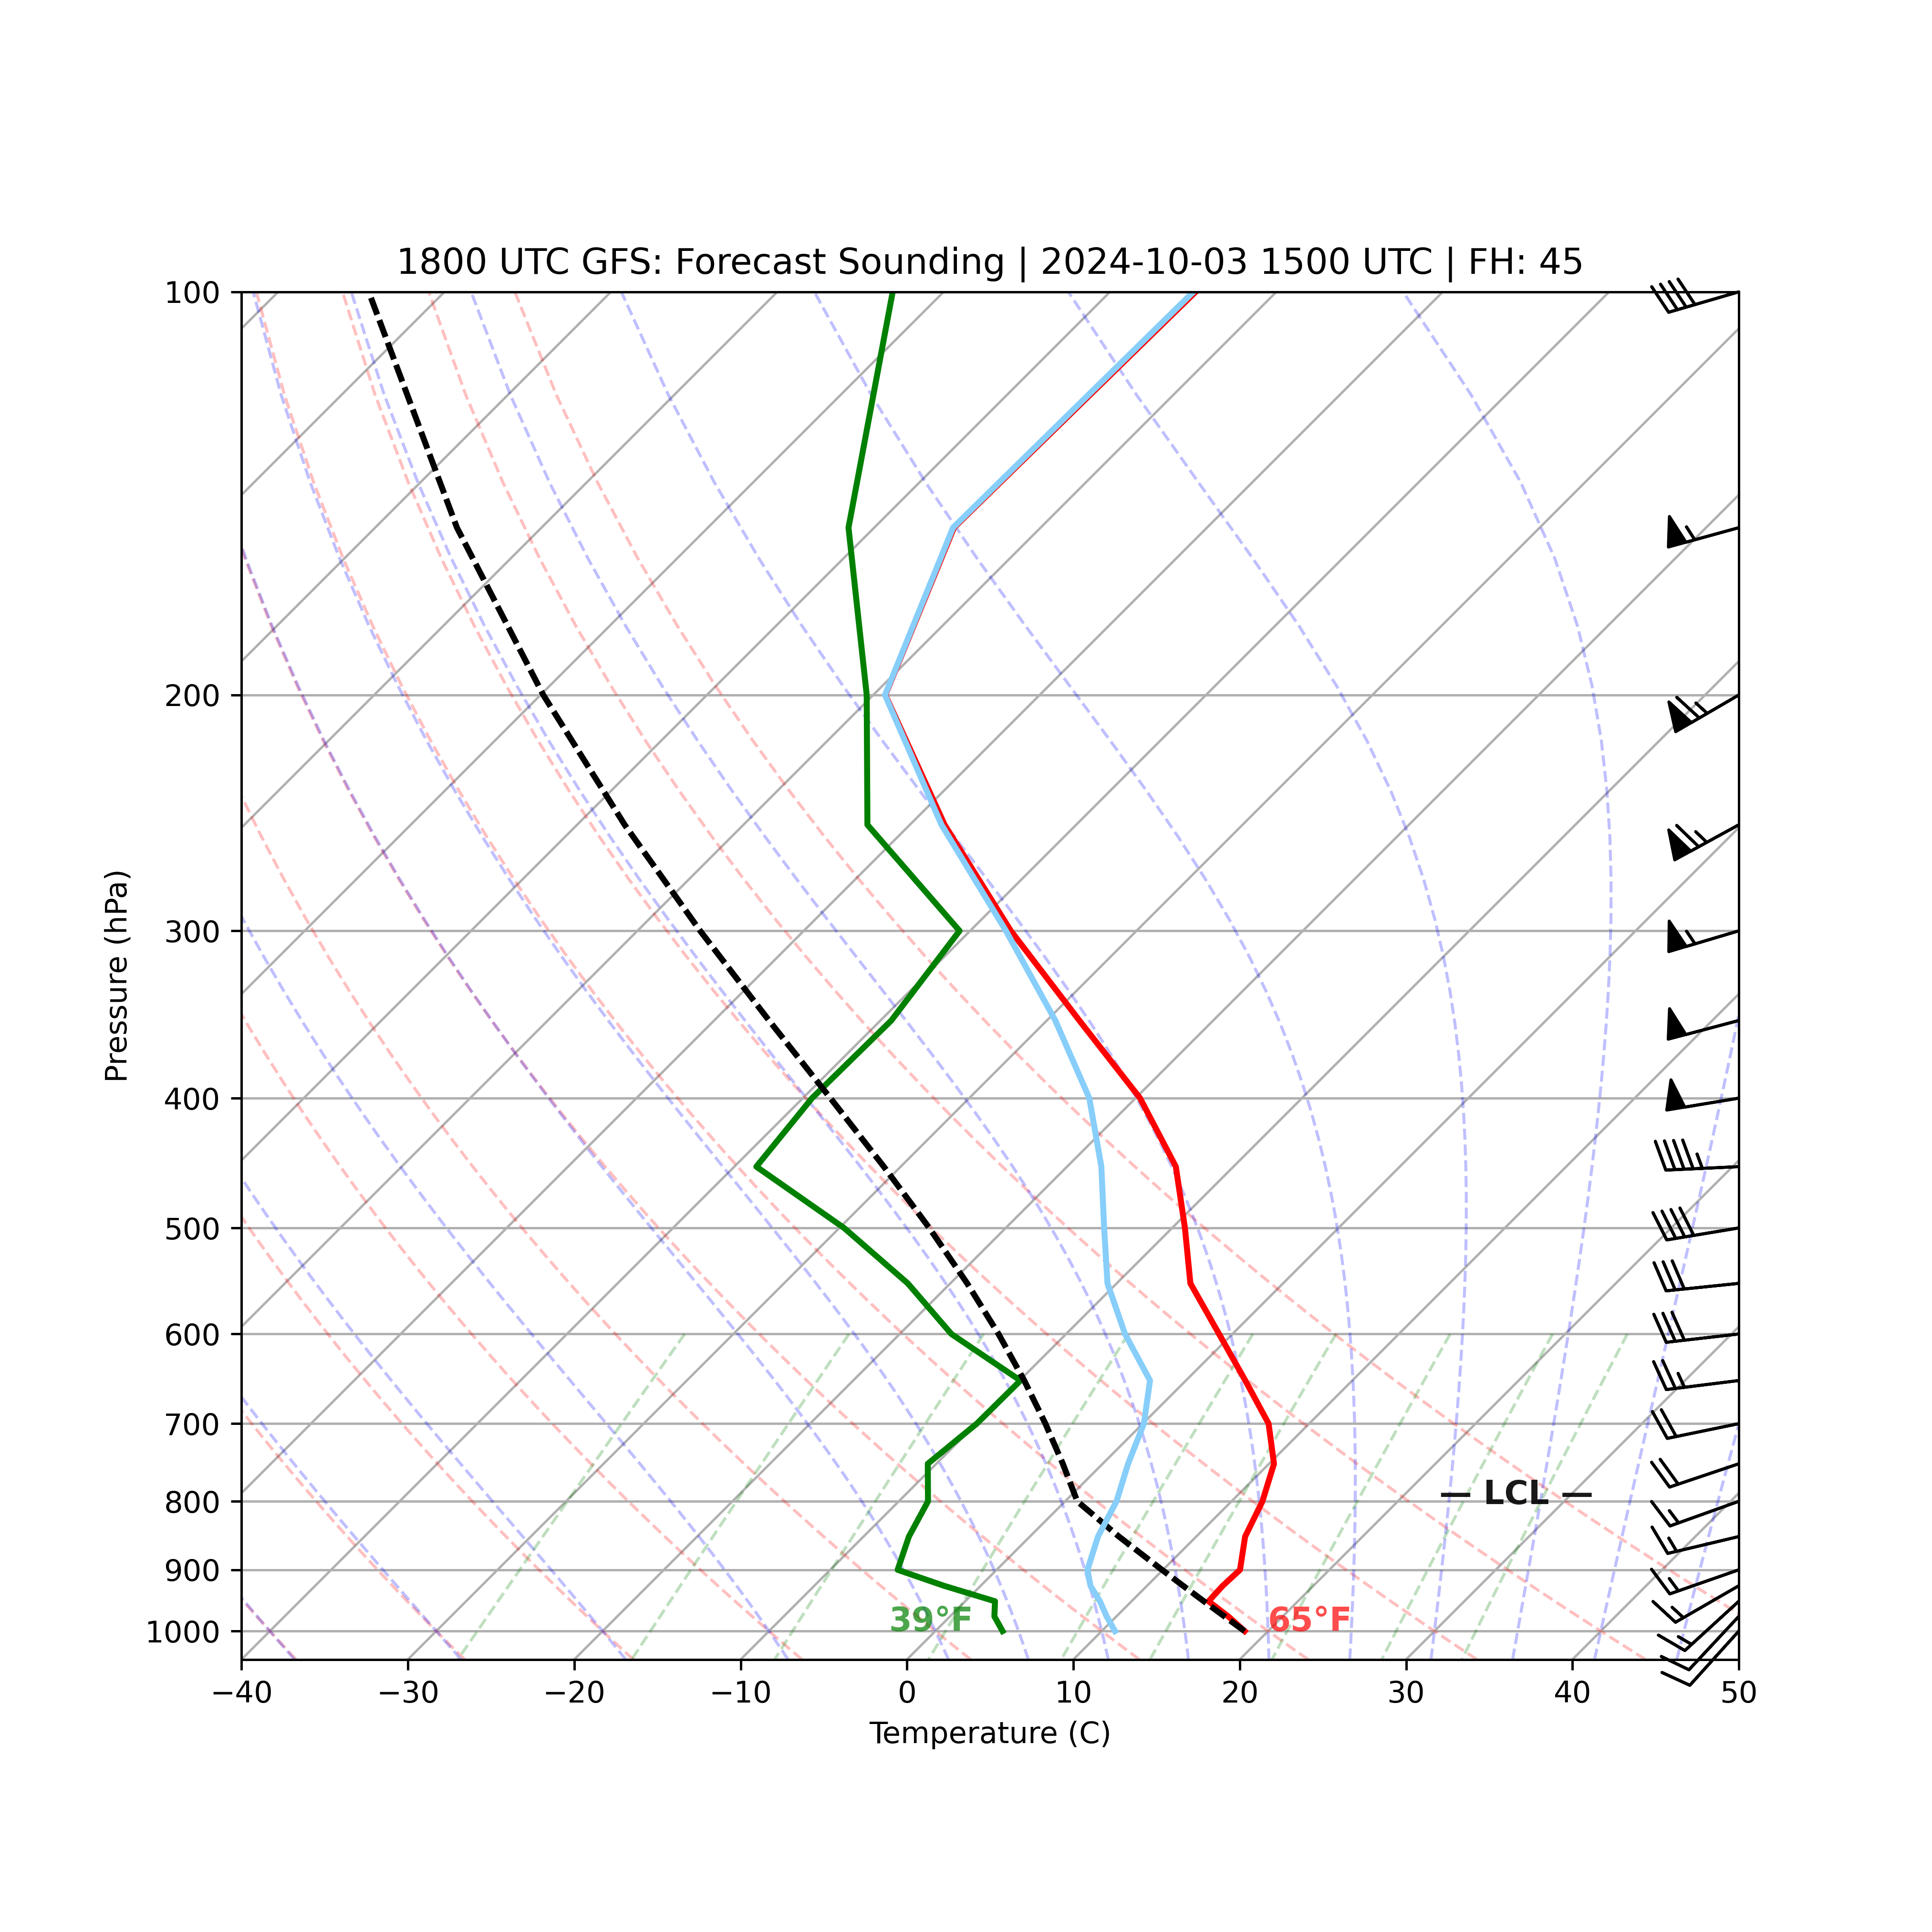 1800 UTC GFS: Forecast Sounding | 2024-10-03 1500 UTC | FH: 45
100
200
300
400
500
600
700
800
900
1000
Pressure (hPa)
— LCL —
39°F
65°F
−40 −30 −20 −10 0 10 20 30 40 50
Temperature (C)